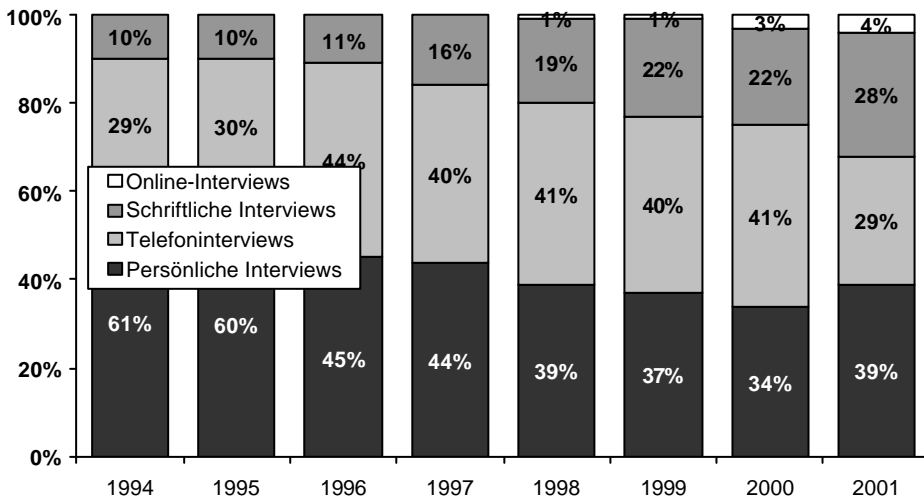 100%
80%
60%
40%
20%
0%
1% 1% 3% 4%
10% 10% 11% 16% 19% 22% 22% 28%
29% 30% 44% 40% 41% 40% 41% 29%
Online-Interviews
Schriftliche Interviews
Telefoninterviews
Persönliche Interviews
61% 60% 45% 44% 39% 37% 34% 39%
1994 1995 1996 1997 1998 1999 2000 2001